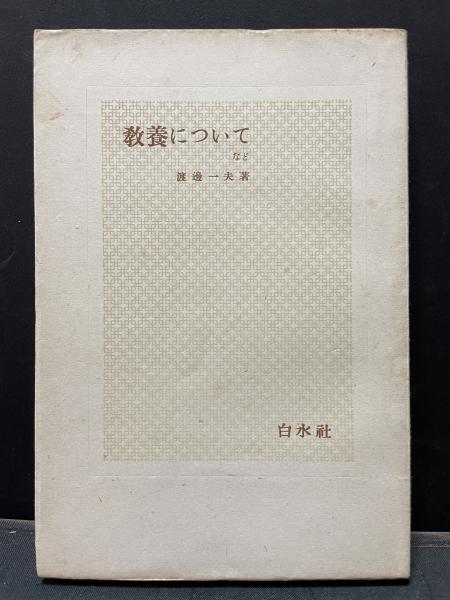 教養について
など
渡邊一夫著
白水社